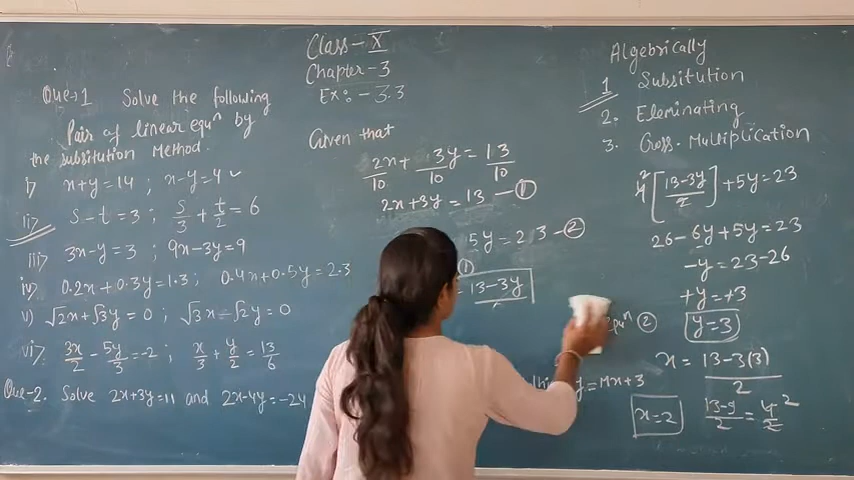 Class - X
Chapter - 3
Ex: - 3.3
Que:1 Solve the following
Pair of linear equⁿ by
the subsitution Method.
i) x+y=14 ; x-y=4
ii) s-t=3 ; s/3 + t/2 = 6
iii) 3x-y=3 ; 9x-3y=9
iv) 0.2x+0.3y=1.3 ; 0.4x+0.5y=2.3
v) √2x+√3y=0 ; √3x-√2y=0
vi) 3x/2 - 5y/3 = -2 ; x/3 + y/2 = 13/6
Que-2. Solve 2x+3y=11 and 2x-4y=-24
Given that
2x/10 + 3y/10 = 13/10
2x+3y=13 - ①
5y=23 - ②
①
= 13-3y
equⁿ ②
y=mx+3
Algebrically
1 Subsitution
2. Eleminating
3. Cross-Multiplication
4² [13-3y/2] +5y=23
26-6y+5y=23
-y=23-26
+y=+3
y=3
x = 13-3(3)/2
x=2
13-9/2 = 4/2 2